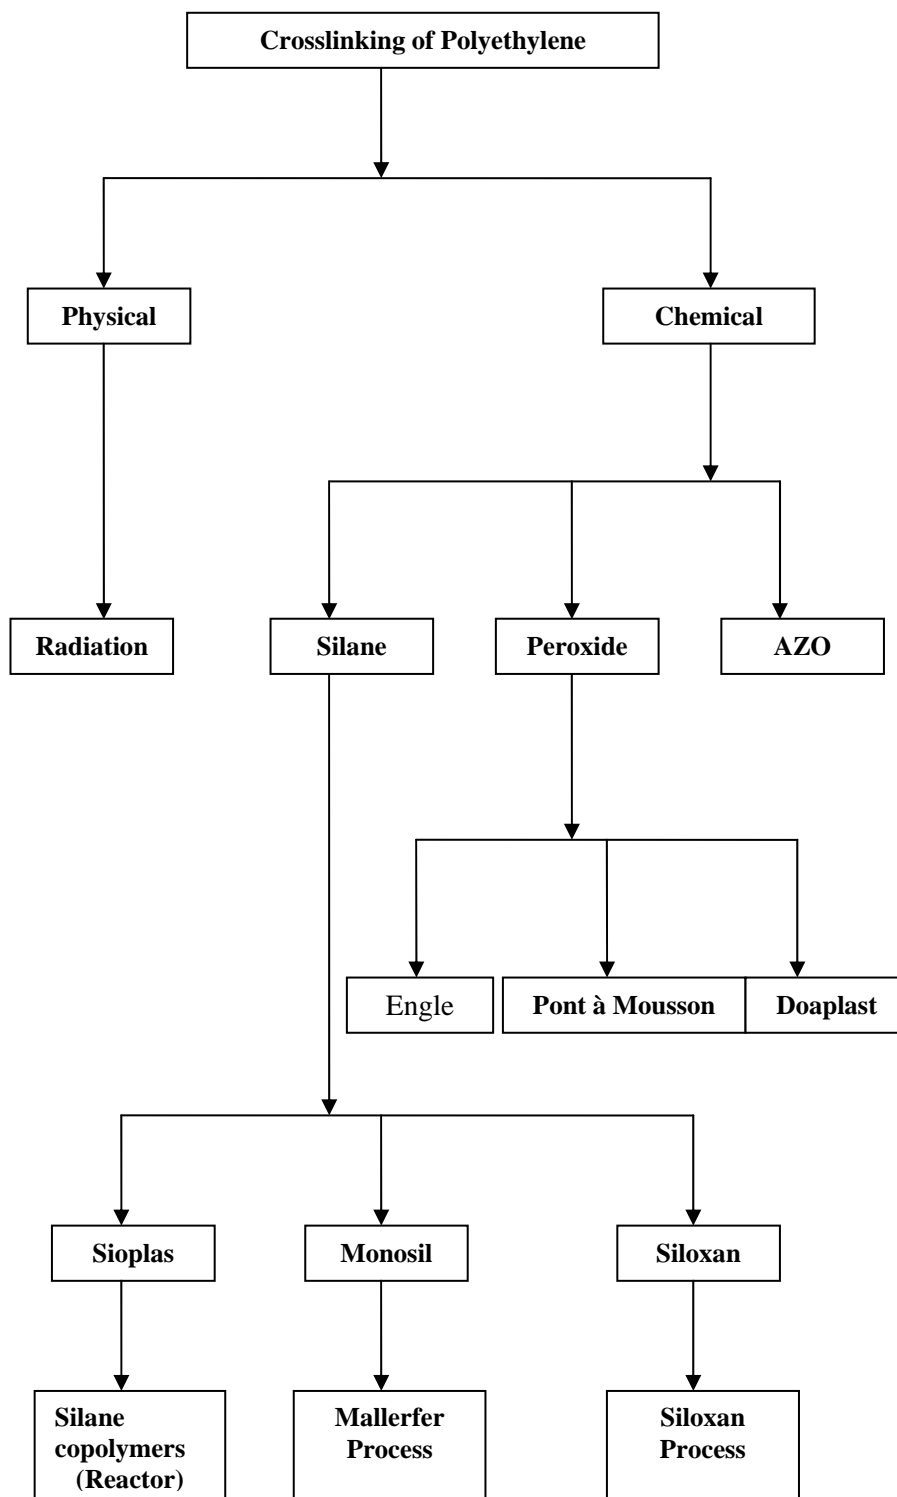 Crosslinking of Polyethylene
Physical
Chemical
Radiation
Silane
Peroxide
AZO
Engle
Pont à Mousson
Doaplast
Sioplas
Monosil
Siloxan
Silane
copolymers
(Reactor)
Mallerfer
Process
Siloxan
Process